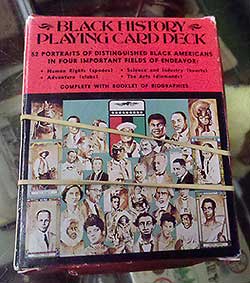 BLACK HISTORY
PLAYING CARD DECK
52 PORTRAITS OF DISTINGUISHED BLACK AMERICANS
IN FOUR IMPORTANT FIELDS OF ENDEAVOR:
• Human Rights (spades) • Science and Industry (hearts)
• Adventure (clubs) • The Arts (diamonds)
COMPLETE WITH BOOKLET OF BIOGRAPHIES